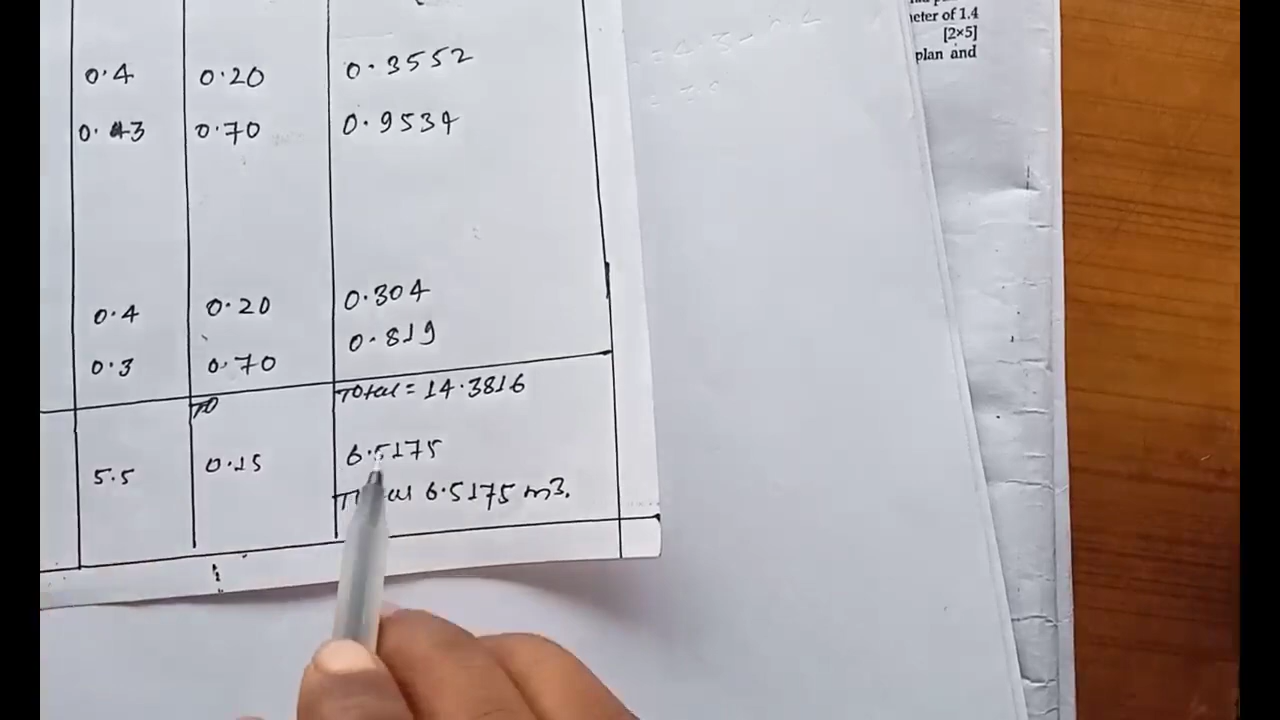 0.4 0.20 0.3552
0.43 0.70 0.9534
0.4 0.20 0.304
0.3 0.70 0.819
Total = 14.3816
TO
5.5 0.15 6.5175
6.5175 m3.
eter of 1.4
[2×5]
plan and